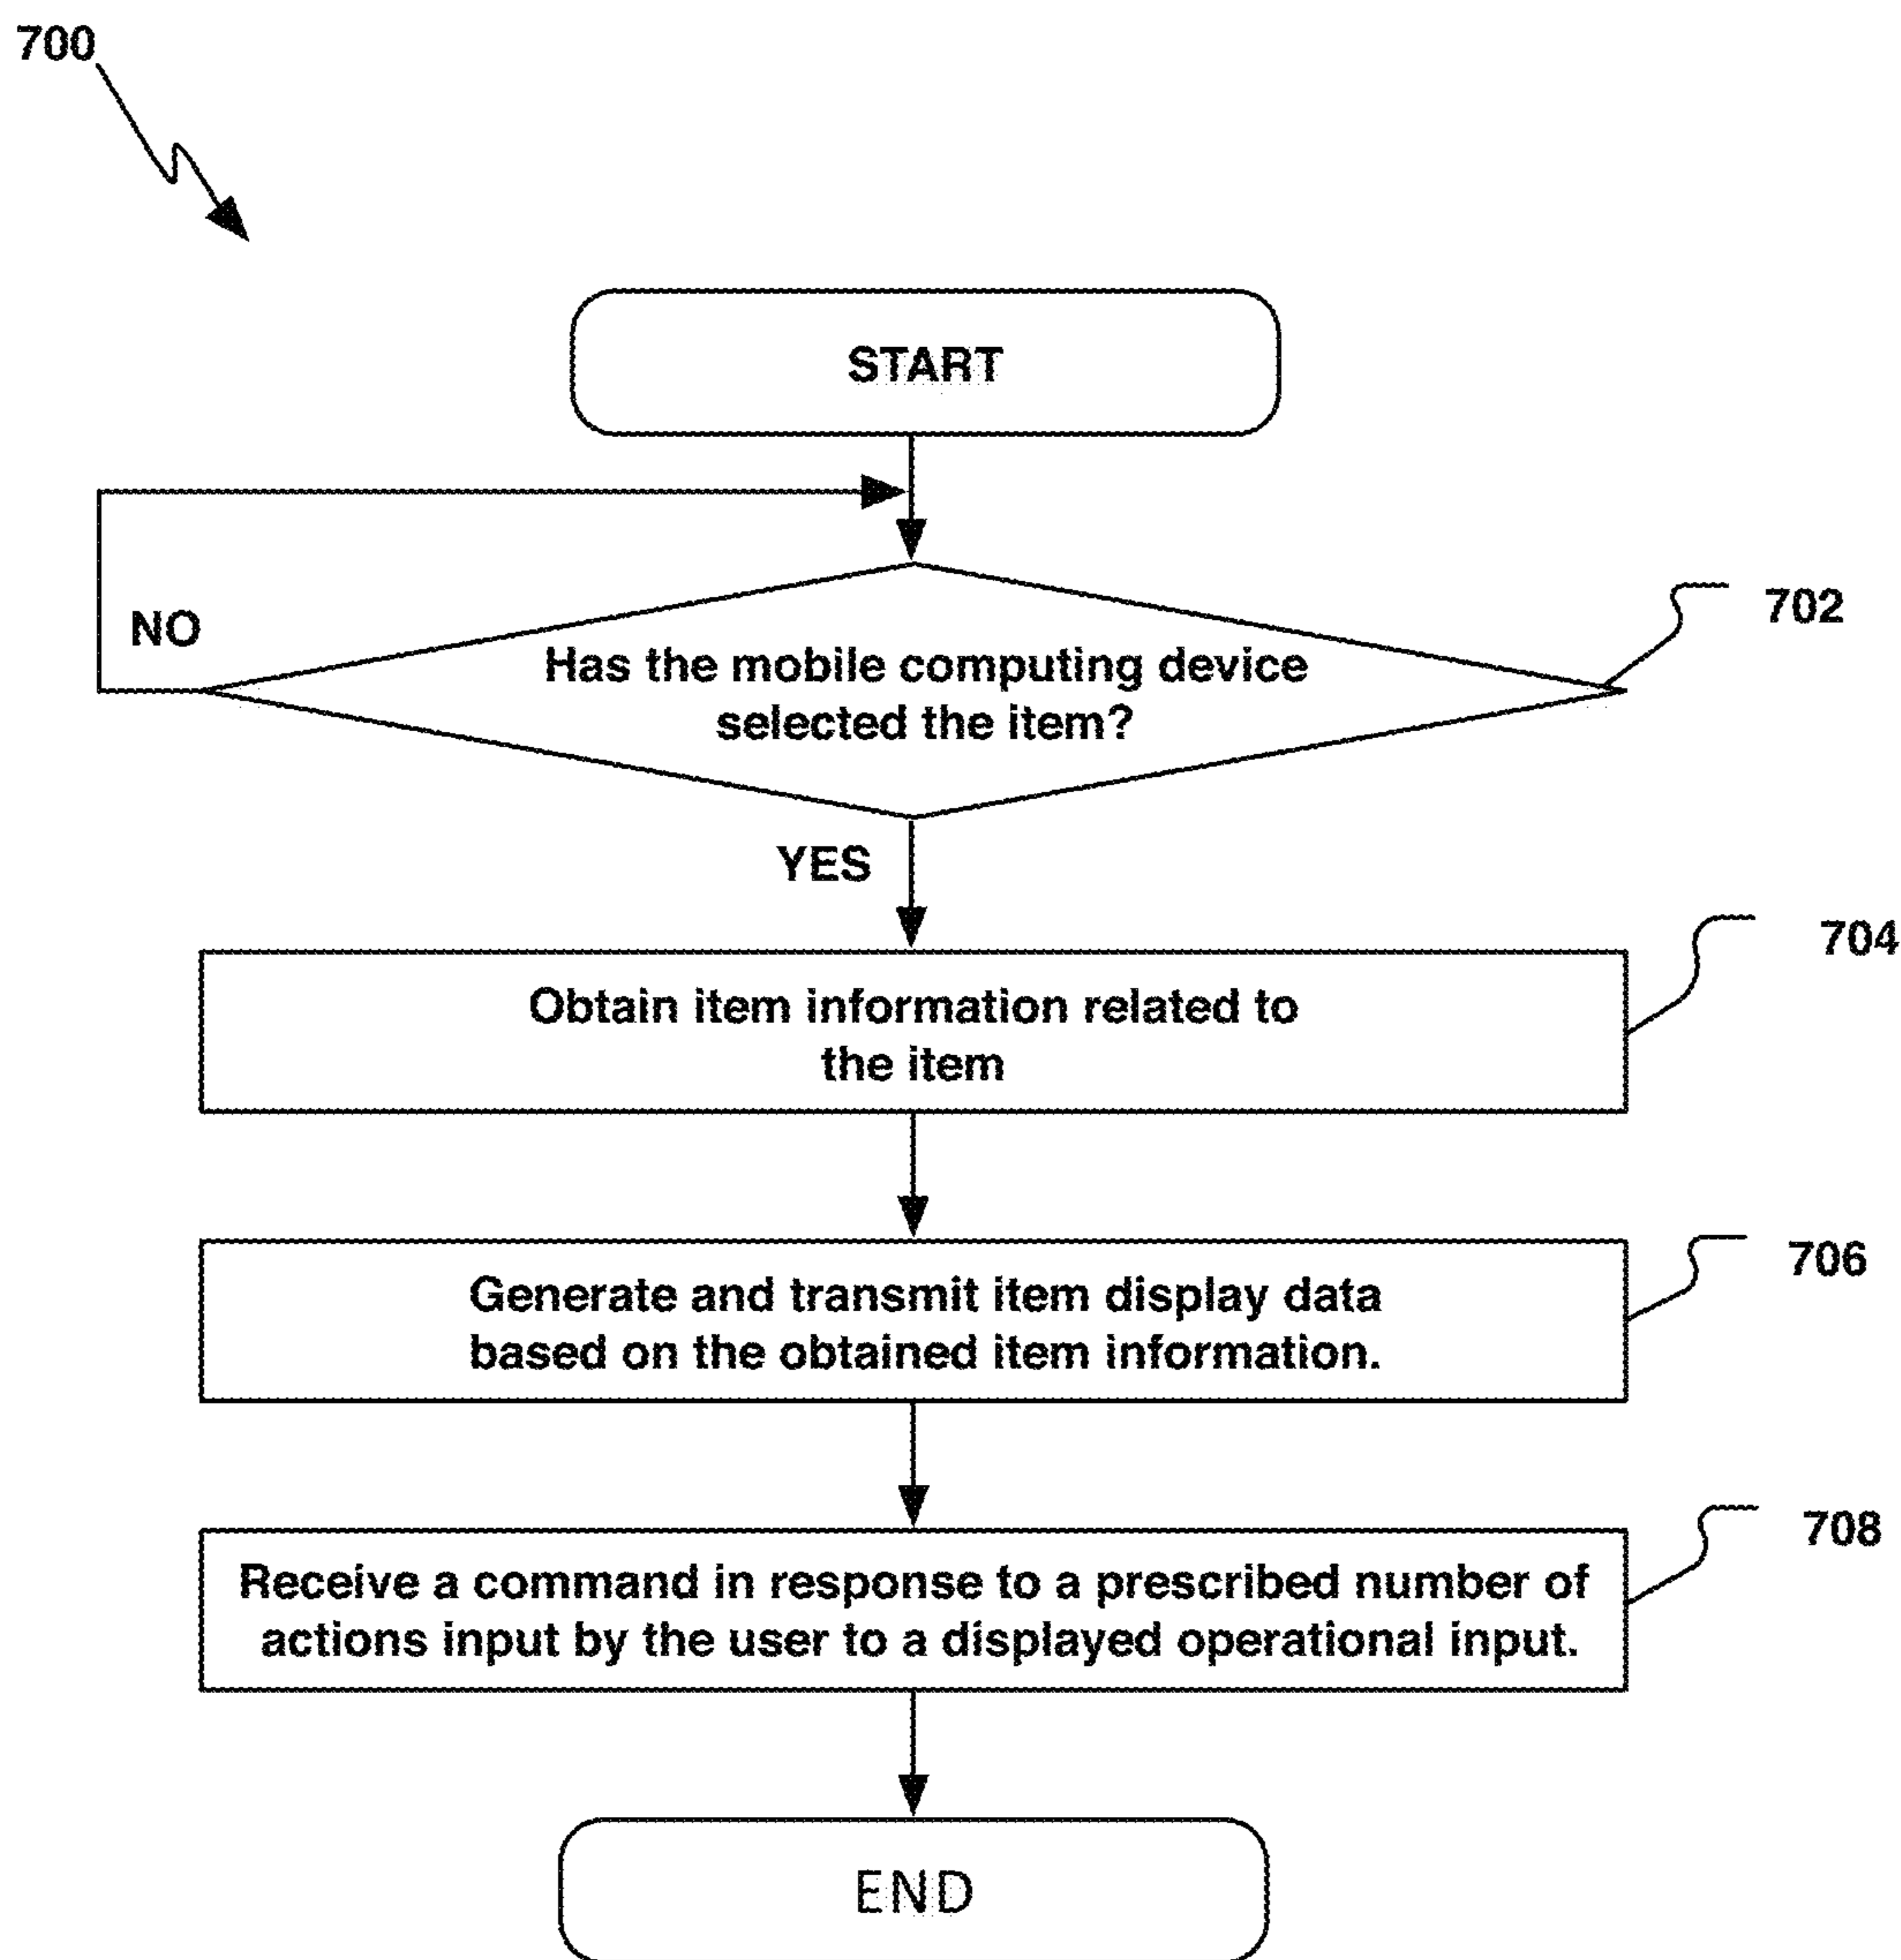 700
START
NO
702
Has the mobile computing device
selected the item?
YES
704
Obtain item information related to
the item
706
Generate and transmit item display data
based on the obtained item information.
708
Receive a command in response to a prescribed number of
actions input by the user to a displayed operational input.
END